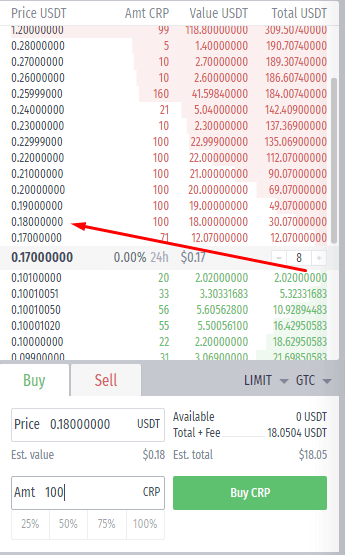 Price USDT Amt CRP Value USDT Total USDT
1.20000000 99 118.80000000 309.50740000
0.28000000 5 1.40000000 190.70740000
0.27000000 10 2.70000000 189.30740000
0.26000000 10 2.60000000 186.60740000
0.25999000 160 41.59840000 184.00740000
0.24000000 21 5.04000000 142.40900000
0.23000000 10 2.30000000 137.36900000
0.22999000 100 22.99900000 135.06900000
0.22000000 100 22.00000000 112.07000000
0.21000000 100 21.00000000 90.07000000
0.20000000 100 20.00000000 69.07000000
0.19000000 100 19.00000000 49.07000000
0.18000000 100 18.00000000 30.07000000
0.17000000 71 12.07000000 12.07000000
0.17000000 0.00% 24h $0.17 − 8 +
0.10100000 20 2.02000000 2.02000000
0.10010051 33 3.30331683 5.32331683
0.10010050 56 5.60562800 10.92894483
0.10001020 55 5.50056100 16.42950583
0.10000000 22 2.20000000 18.62950583
0.09900000 31 3.06900000 21.69850583
Buy Sell LIMIT GTC
Price 0.18000000 USDT
Available 0 USDT
Total + Fee 18.0504 USDT
Est. value $0.18 Est. total $18.05
Amt 100 CRP
Buy CRP
25% 50% 75% 100%